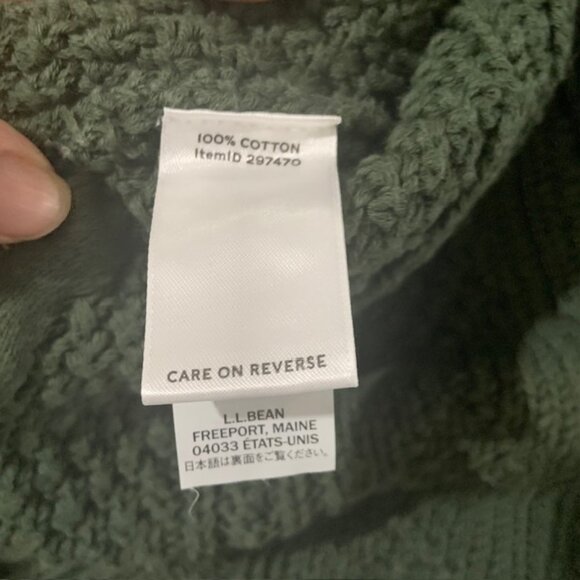 100% COTTON
ItemID 297470
CARE ON REVERSE
L.L.BEAN
FREEPORT, MAINE
04033 ÉTATS-UNIS
日本語は裏面をご覧ください。